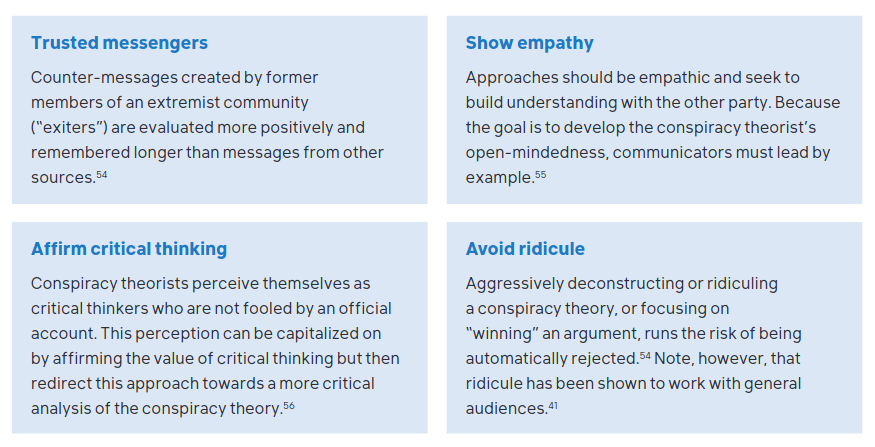 Trusted messengers
Counter-messages created by former
members of an extremist community
("exiters") are evaluated more positively and
remembered longer than messages from other
sources.54
Show empathy
Approaches should be empathic and seek to
build understanding with the other party. Because
the goal is to develop the conspiracy theorist's
open-mindedness, communicators must lead by
example.55
Affirm critical thinking
Conspiracy theorists perceive themselves as
critical thinkers who are not fooled by an official
account. This perception can be capitalized on
by affirming the value of critical thinking but then
redirect this approach towards a more critical
analysis of the conspiracy theory.56
Avoid ridicule
Aggressively deconstructing or ridiculing
a conspiracy theory, or focusing on
"winning" an argument, runs the risk of being
automatically rejected.54 Note, however, that
ridicule has been shown to work with general
audiences.41